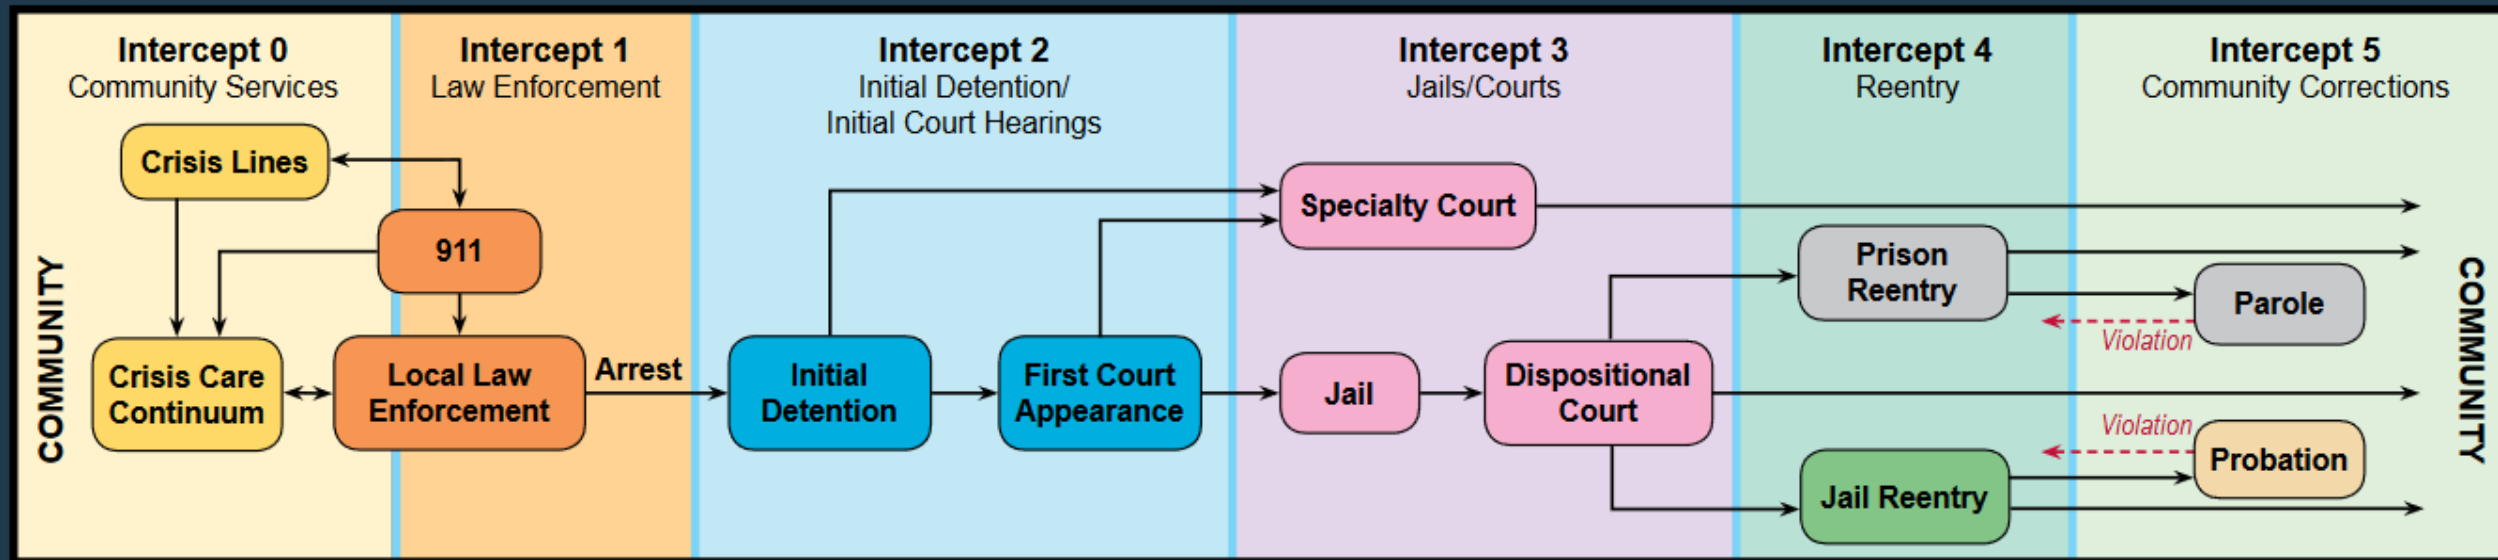 Intercept 0
Community Services
Intercept 1
Law Enforcement
Intercept 2
Initial Detention/
Initial Court Hearings
Intercept 3
Jails/Courts
Intercept 4
Reentry
Intercept 5
Community Corrections
COMMUNITY
Crisis Lines
911
Crisis Care
Continuum
Local Law
Enforcement
Arrest
Initial
Detention
First Court
Appearance
Specialty Court
Jail
Dispositional
Court
Prison
Reentry
Jail Reentry
Parole
Violation
Violation
Probation
COMMUNITY